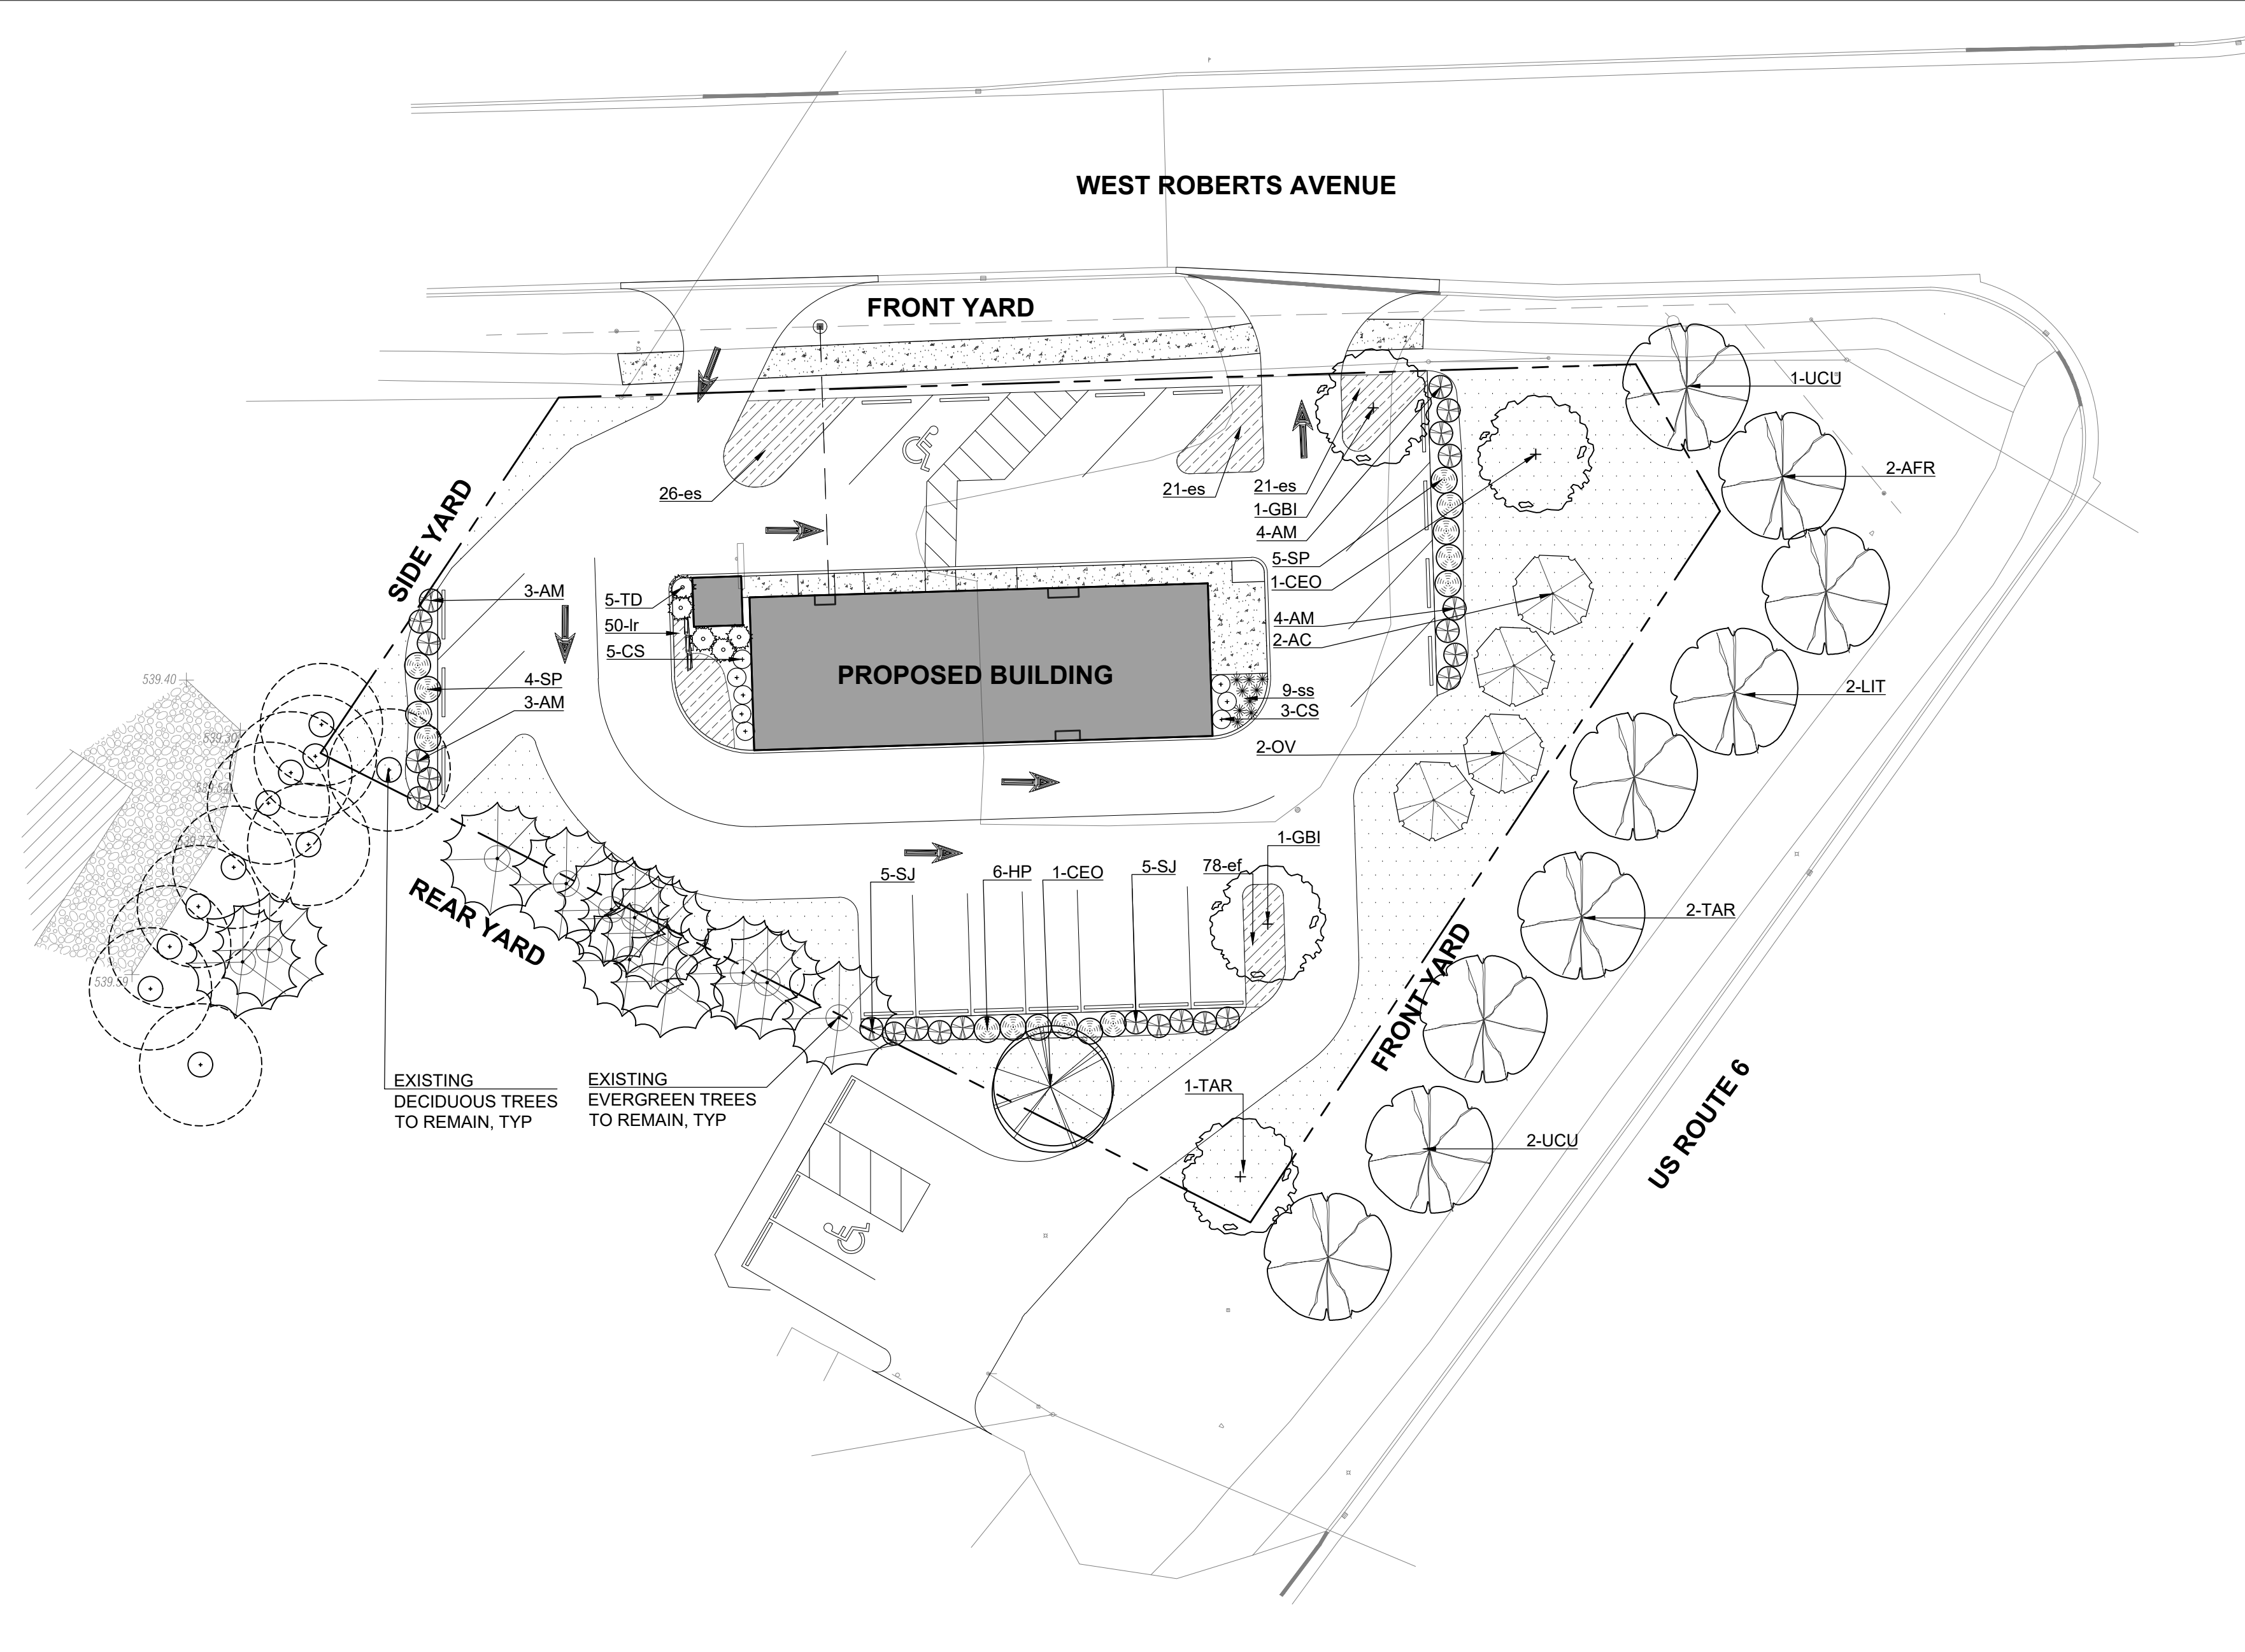 WEST ROBERTS AVENUE
FRONT YARD
1-UCU
2-AFR
26-es
21-es
21-es
1-GBI
4-AM
5-SP
1-CEO
SIDE YARD
3-AM
5-TD
50-lr
5-CS
4-AM
2-AC
PROPOSED BUILDING
4-SP
3-AM
9-ss
3-CS
2-LIT
2-OV
539.40
539.30
539.54
539.59
REAR YARD
1-GBI
78-ef
5-SJ
6-HP
1-CEO
5-SJ
2-TAR
FRONT YARD
EXISTING
DECIDUOUS TREES
TO REMAIN, TYP
EXISTING
EVERGREEN TREES
TO REMAIN, TYP
1-TAR
2-UCU
US ROUTE 6